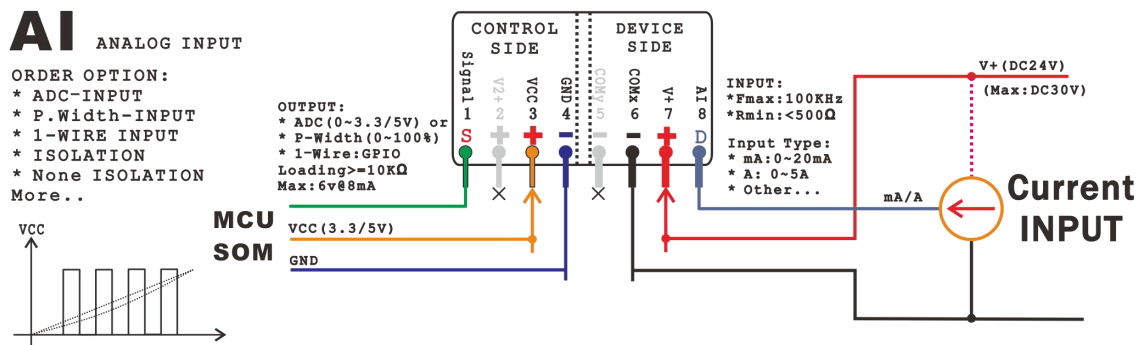 AI ANALOG INPUT
ORDER OPTION:
* ADC-INPUT
* P.Width-INPUT
* 1-WIRE INPUT
* ISOLATION
* None ISOLATION
More..
VCC
OUTPUT:
* ADC(0~3.3/5V) or
* P-Width(0~100%)
* 1-Wire:GPIO
Loading>=10KΩ
Max:6v@8mA
MCU
SOM
VCC(3.3/5V)
GND
CONTROL
SIDE
DEVICE
SIDE
Signal 1
V2+ 2
VCC 3
GND 4
COMy 5
COMx 6
V+ 7
AI 8
S + + - - - + D
× ×
INPUT:
*Fmax:100KHz
*Rmin:<500Ω
Input Type:
* mA:0~20mA
* A: 0~5A
* Other...
mA/A
V+(DC24V)
(Max:DC30V)
Current
INPUT